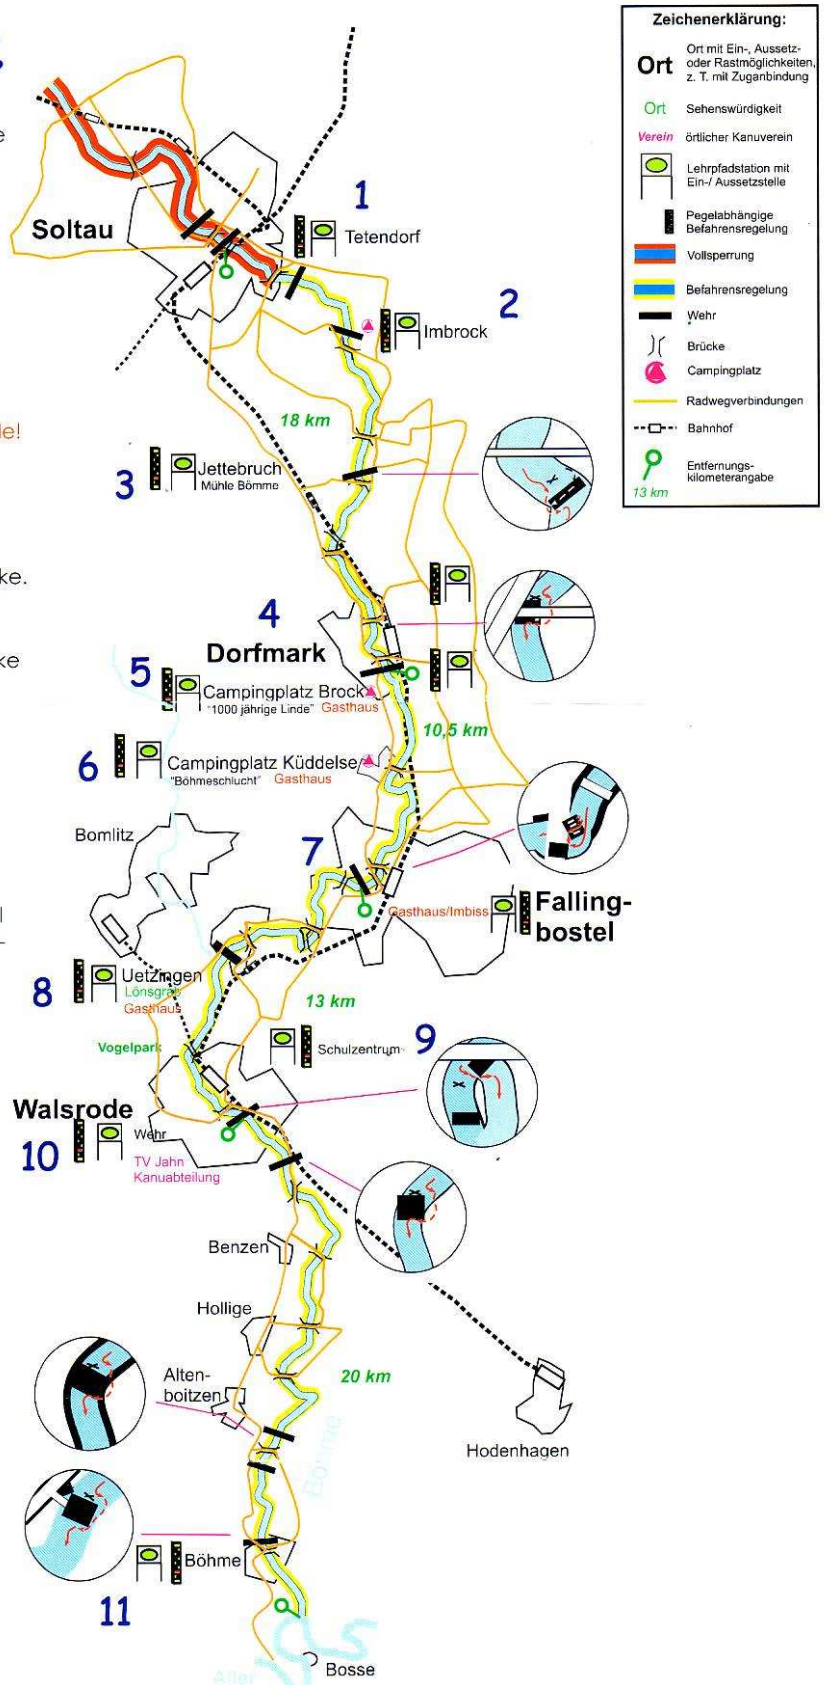 Zeichenerklärung:
Ort
Ort mit Ein-, Aussetz-
oder Rastmöglichkeiten,
z. T. mit Zuganbindung
Ort
Sehenswürdigkeit
Verein
örtlicher Kanuverein
Lehrpfadstation mit
Ein-/ Aussetzstelle
Pegelabhängige
Befahrensregelung
Vollsperrung
Befahrensregelung
Wehr
Brücke
Campingplatz
Radwegverbindungen
Bahnhof
Entfernungs-
kilometerangabe
13 km
Soltau
1
Tetendorf
2
Imbrock
18 km
le!
3
Jettebruch
Mühle Bömme
ke.
4
Dorfmark
ke
5
Campingplatz Brock
"1000 jährige Linde" Gasthaus
10,5 km
6
Campingplatz Küddelse
"Böhmeschlucht" Gasthaus
Bomlitz
7
Gasthaus/Imbiss
Falling-
bostel
8
Uetzingen
Lönsgrab
Gasthaus
13 km
Vogelpark
Schulzentrum
9
Walsrode
10
Wehr
TV Jahn
Kanuabteilung
Benzen
Hollige
Alten-
boitzen
20 km
Böhme
Hodenhagen
Böhme
11
Aller
Bosse